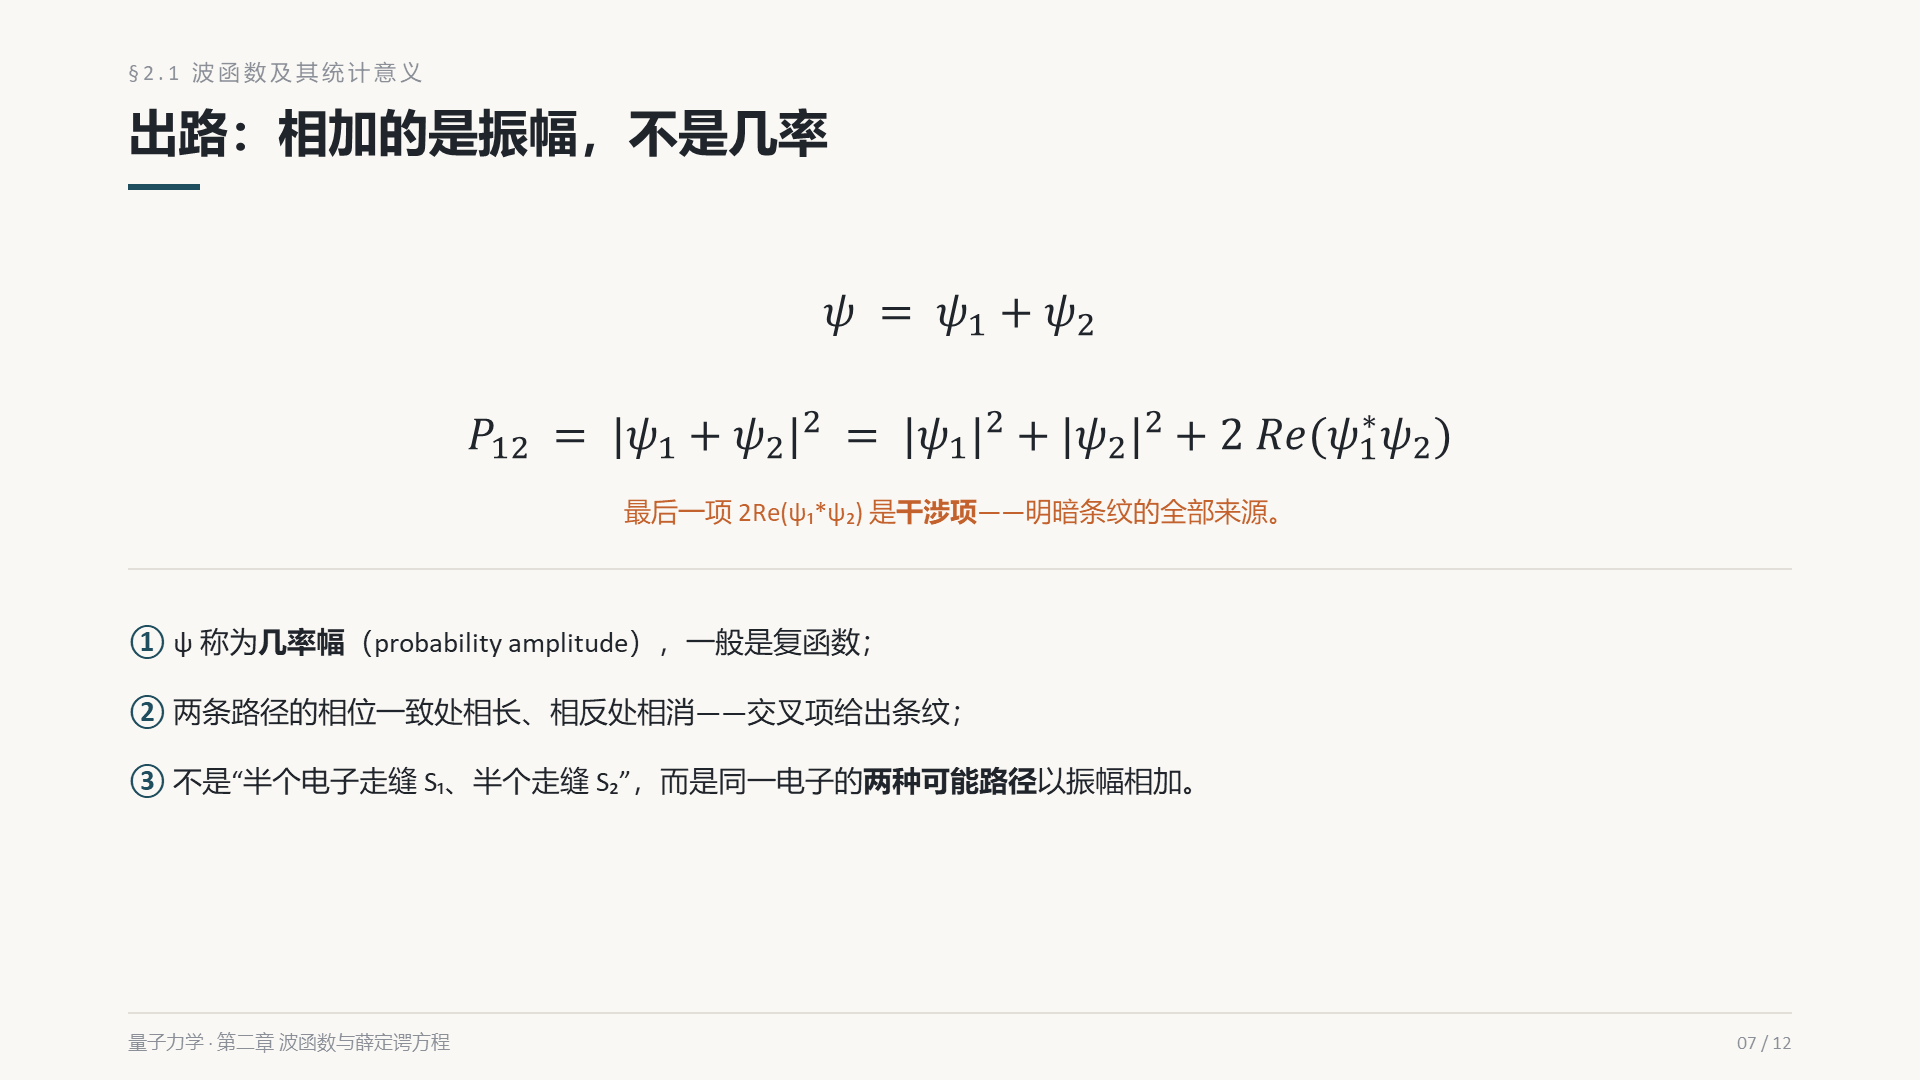 §2.1 波函数及其统计意义
出路：相加的是振幅，不是几率
ψ = ψ₁ + ψ₂
P₁₂ = |ψ₁ + ψ₂|² = |ψ₁|² + |ψ₂|² + 2 Re(ψ₁*ψ₂)
最后一项 2Re(ψ₁*ψ₂) 是干涉项——明暗条纹的全部来源。
① ψ 称为几率幅（probability amplitude），一般是复函数；
② 两条路径的相位一致处相长、相反处相消——交叉项给出条纹；
③ 不是“半个电子走缝 S₁、半个走缝 S₂”，而是同一电子的两种可能路径以振幅相加。
量子力学 · 第二章 波函数与薛定谔方程
07 / 12